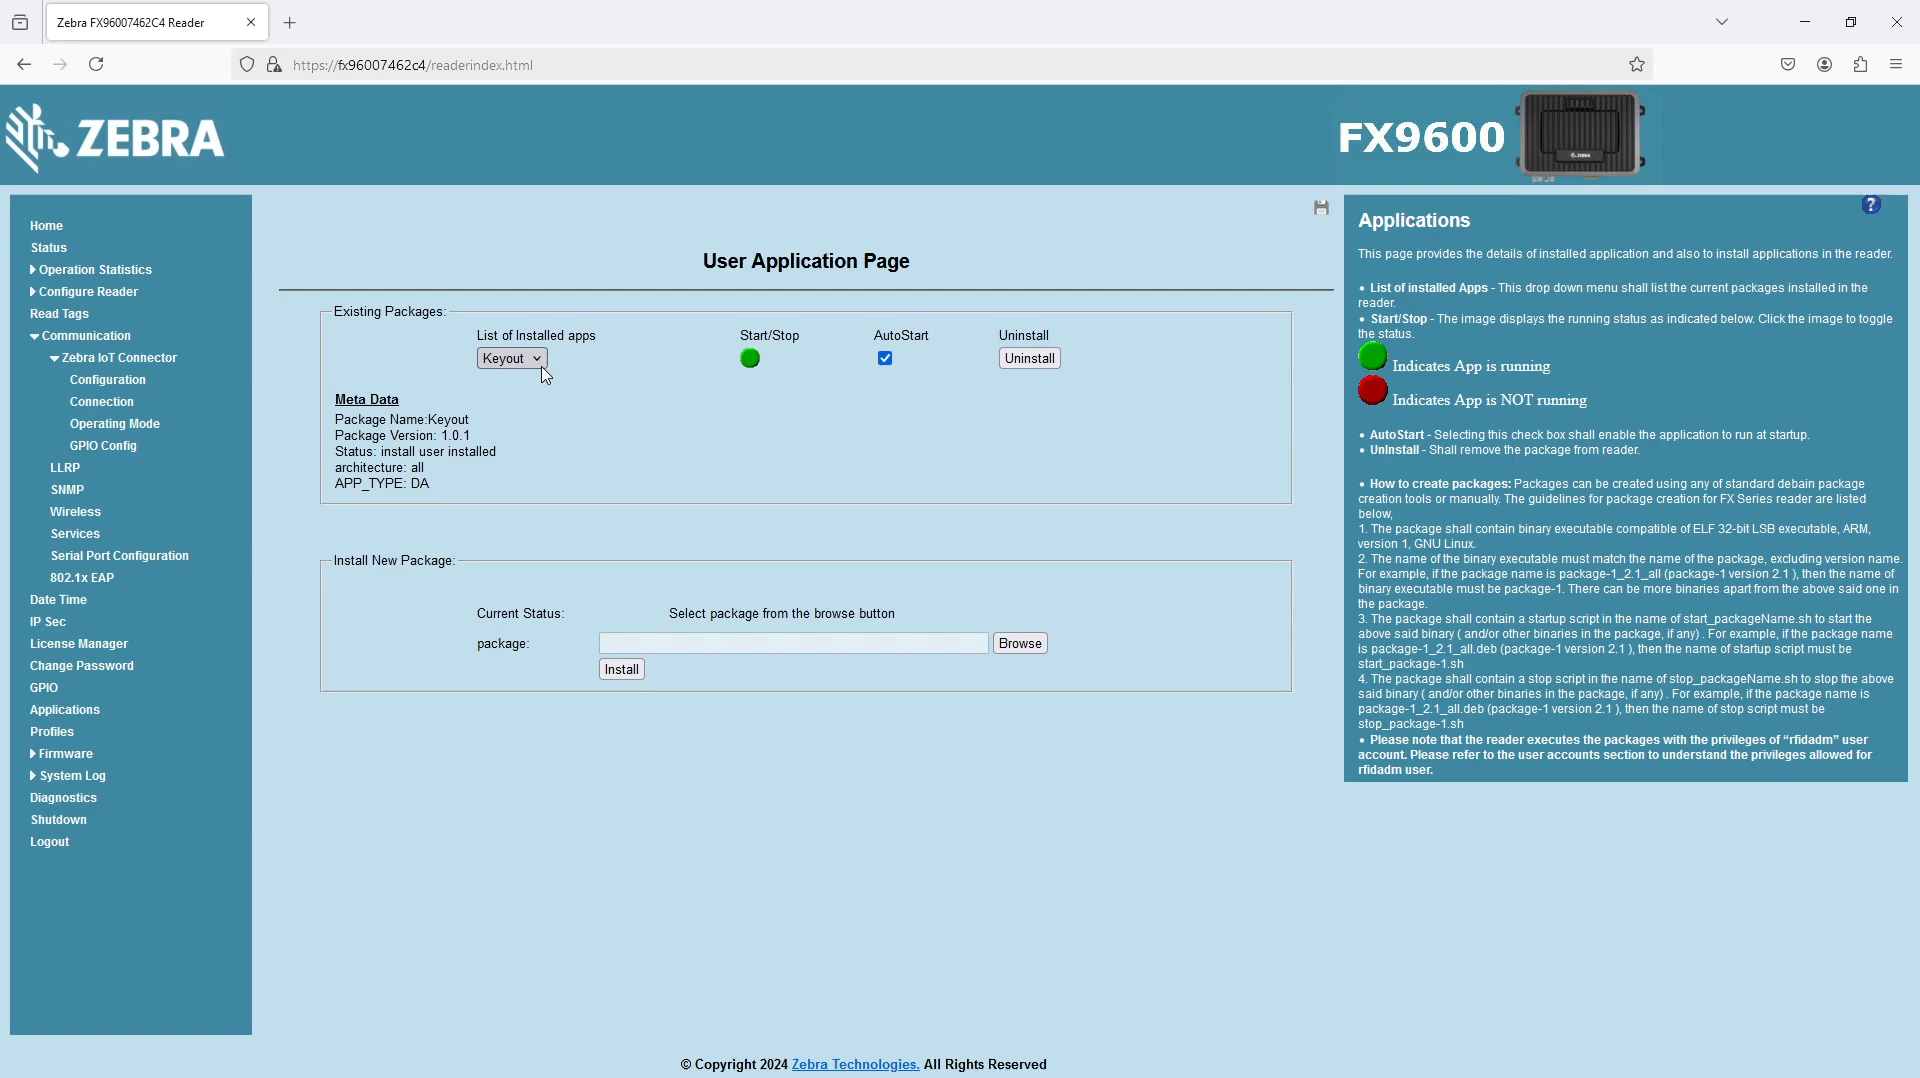 Zebra FX96007462C4 Reader
https://fx96007462c4/readerindex.html
ZEBRA
FX9600
Home
Status
Operation Statistics
Configure Reader
Read Tags
Communication
Zebra IoT Connector
Configuration
Connection
Operating Mode
GPIO Config
LLRP
SNMP
Wireless
Services
Serial Port Configuration
802.1x EAP
Date Time
IP Sec
License Manager
Change Password
GPIO
Applications
Profiles
Firmware
System Log
Diagnostics
Shutdown
Logout
User Application Page
Existing Packages:
List of Installed apps Start/Stop AutoStart Uninstall
Keyout Uninstall
Meta Data
Package Name:Keyout
Package Version: 1.0.1
Status: install user installed
architecture: all
APP_TYPE: DA
Install New Package:
Current Status: Select package from the browse button
package: Browse
Install
?
Applications
This page provides the details of installed application and also to install applications in the reader.
• List of installed Apps - This drop down menu shall list the current packages installed in the
reader.
• Start/Stop - The image displays the running status as indicated below. Click the image to toggle
the status.
Indicates App is running
Indicates App is NOT running
• AutoStart - Selecting this check box shall enable the application to run at startup.
• Uninstall - Shall remove the package from reader.
• How to create packages: Packages can be created using any of standard debain package
creation tools or manually. The guidelines for package creation for FX Series reader are listed
below,
1. The package shall contain binary executable compatible of ELF 32-bit LSB executable, ARM,
version 1, GNU Linux.
2. The name of the binary executable must match the name of the package, excluding version name.
For example, if the package name is package-1_2.1_all (package-1 version 2.1 ), then the name of
binary executable must be package-1. There can be more binaries apart from the above said one in
the package.
3. The package shall contain a startup script in the name of start_packageName.sh to start the
above said binary ( and/or other binaries in the package, if any) . For example, if the package name
is package-1_2.1_all.deb (package-1 version 2.1 ), then the name of startup script must be
start_package-1.sh
4. The package shall contain a stop script in the name of stop_packageName.sh to stop the above
said binary ( and/or other binaries in the package, if any) . For example, if the package name is
package-1_2.1_all.deb (package-1 version 2.1 ), then the name of stop script must be
stop_package-1.sh
• Please note that the reader executes the packages with the privileges of “rfidadm” user
account. Please refer to the user accounts section to understand the privileges allowed for
rfidadm user.
© Copyright 2024 Zebra Technologies. All Rights Reserved